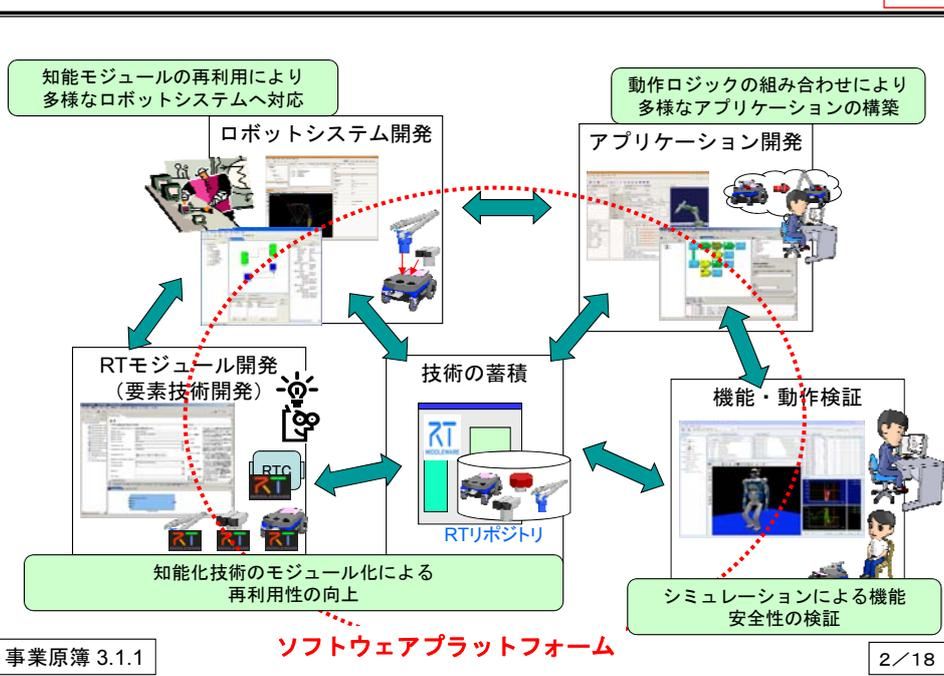 知能モジュールの再利用により
多様なロボットシステムへ対応
動作ロジックの組み合わせにより
多様なアプリケーションの構築
ロボットシステム開発
アプリケーション開発
RTモジュール開発
（要素技術開発）
技術の蓄積
機能・動作検証
RT
MIDDLEWARE
RTC
RT
RT
RT
RT
RTリポジトリ
知能化技術のモジュール化による
再利用性の向上
シミュレーションによる機能
安全性の検証
ソフトウェアプラットフォーム
事業原簿 3.1.1
2／18